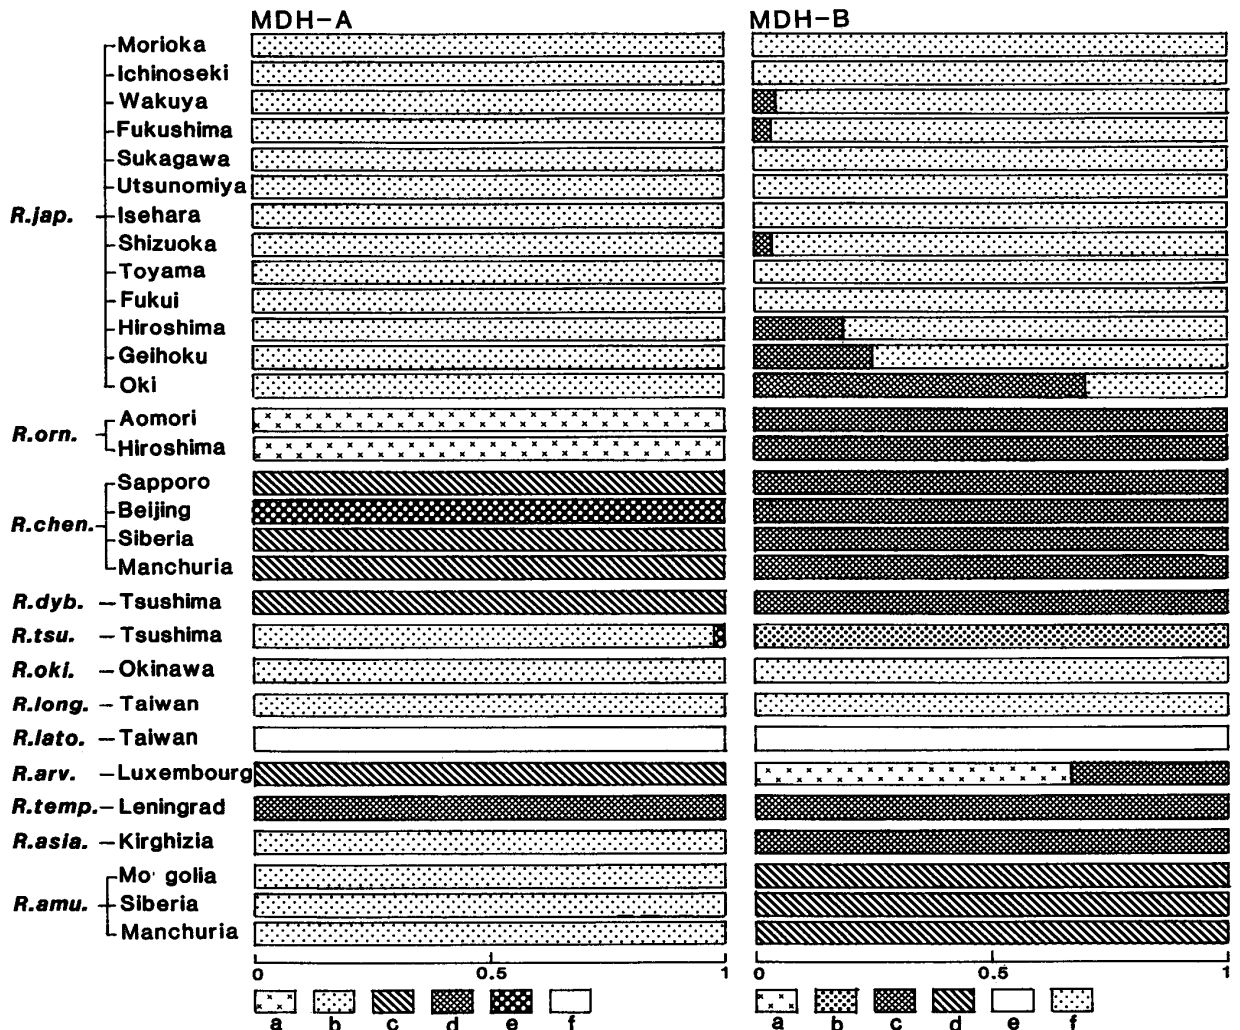 MDH-A MDH-B
Morioka
Ichinoseki
Wakuya
Fukushima
Sukagawa
Utsunomiya
R.jap. Isehara
Shizuoka
Toyama
Fukui
Hiroshima
Geihoku
Oki
Aomori
R.orn.
Hiroshima
Sapporo
Beijing
R.chen.
Siberia
Manchuria
R.dyb. – Tsushima
R.tsu. – Tsushima
R.oki. – Okinawa
R.long. – Taiwan
R.lato. – Taiwan
R.arv. – Luxembourg
R.temp. – Leningrad
R.asia. – Kirghizia
Mo golia
R.amu. Siberia
Manchuria
0 0.5 1 0 0.5 1
a b c d e f a b c d e f